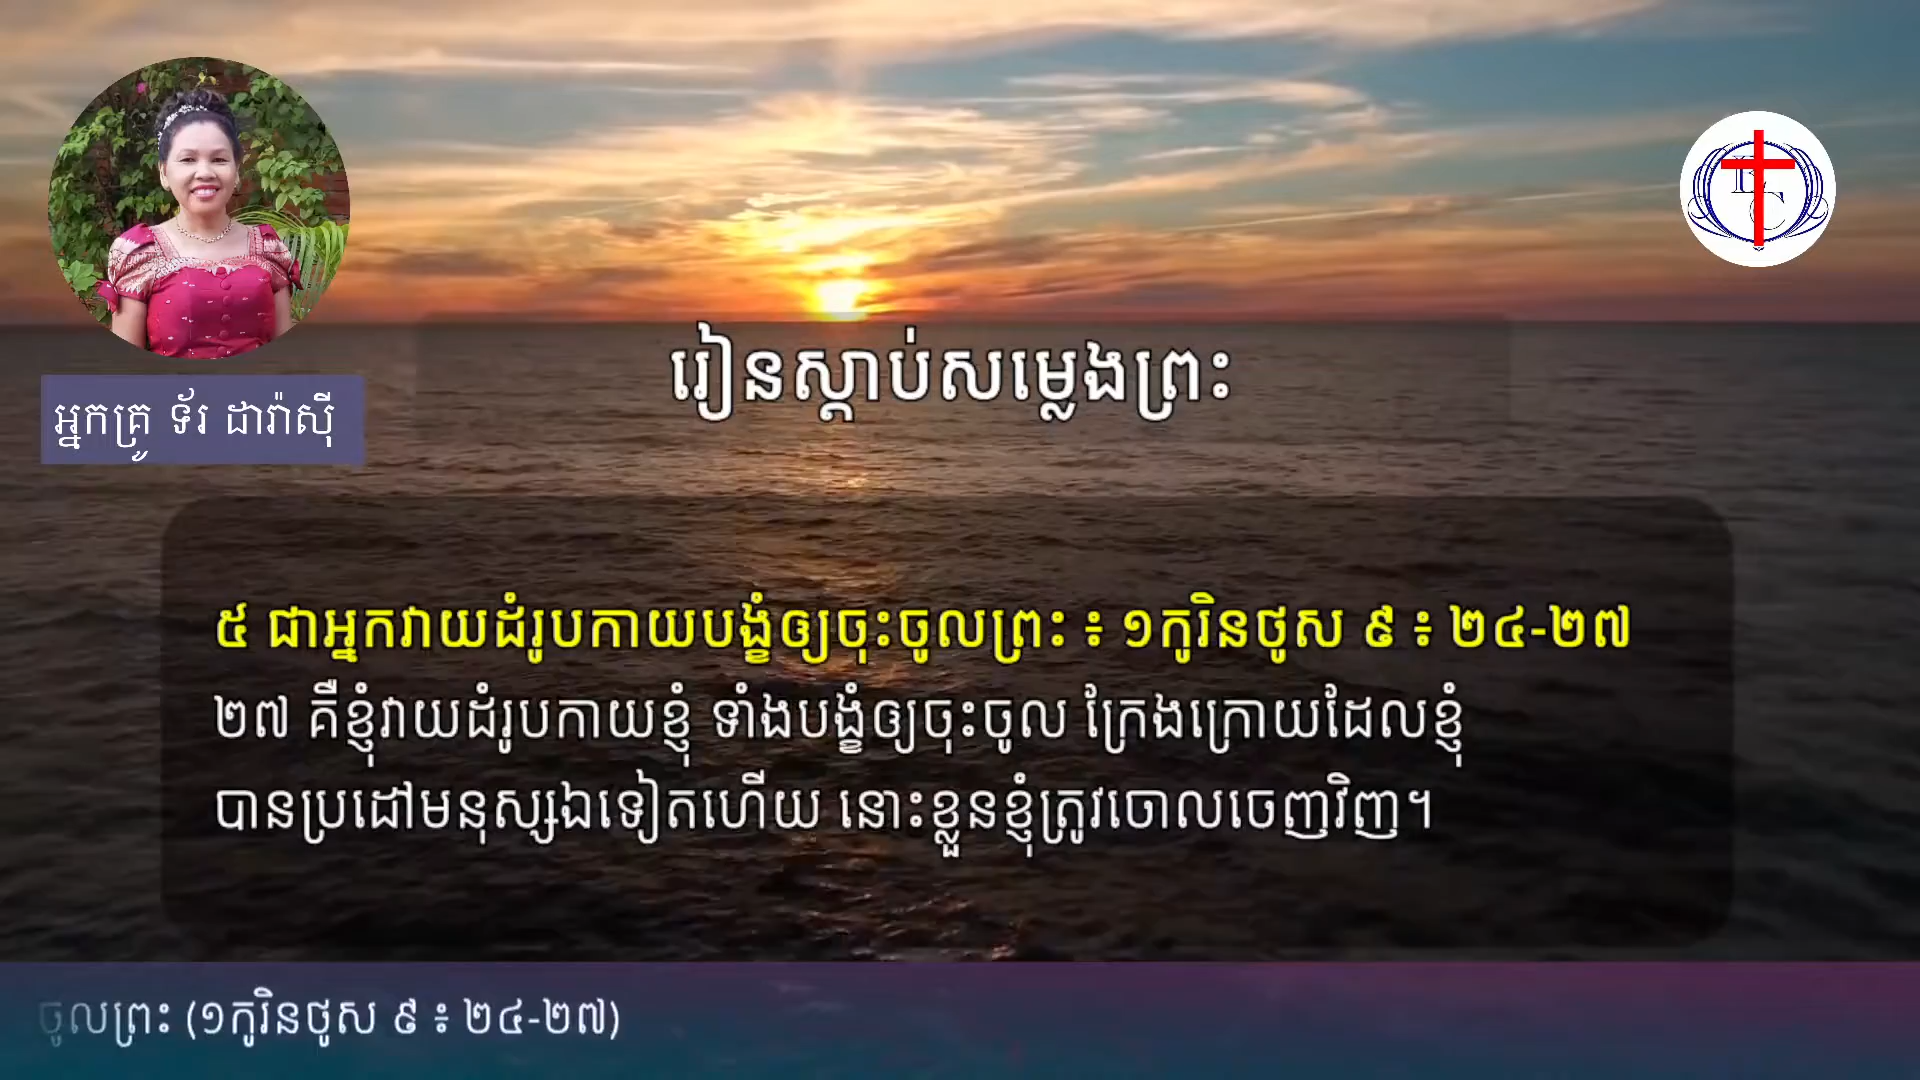 រៀនស្ដាប់សម្លេងព្រះ
អ្នកគ្រូ ទ័រ ដារ៉ាស៊ី
៥ ជាអ្នកវាយដំរូបកាយបង្ខំឲ្យចុះចូលព្រះ ៖ ១កូរិនថូស ៩ ៖ ២៤-២៧
២៧ គឺខ្ញុំវាយដំរូបកាយខ្ញុំ ទាំងបង្ខំឲ្យចុះចូល ក្រែងក្រោយដែលខ្ញុំ
បានប្រដៅមនុស្សឯទៀតហើយ នោះខ្លួនខ្ញុំត្រូវចោលចេញវិញ។
ចូលព្រះ (១កូរិនថូស ៩ ៖ ២៤-២៧)